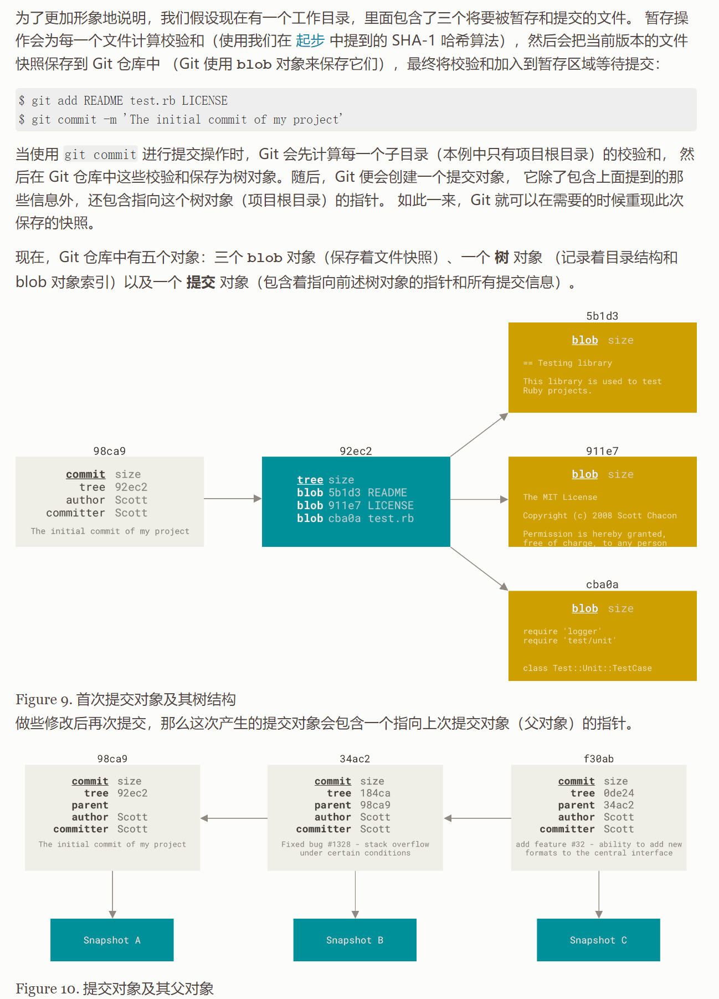 为了更加形象地说明，我们假设现在有一个工作目录，里面包含了三个将要被暂存和提交的文件。 暂存操
作会为每一个文件计算校验和（使用我们在 起步 中提到的 SHA-1 哈希算法），然后会把当前版本的文件
快照保存到 Git 仓库中 （Git 使用 blob 对象来保存它们），最终将校验和加入到暂存区域等待提交：
$ git add README test.rb LICENSE
$ git commit -m 'The initial commit of my project'
当使用 git commit 进行提交操作时，Git 会先计算每一个子目录（本例中只有项目根目录）的校验和， 然
后在 Git 仓库中这些校验和保存为树对象。随后，Git 便会创建一个提交对象， 它除了包含上面提到的那
些信息外，还包含指向这个树对象（项目根目录）的指针。 如此一来，Git 就可以在需要的时候重现此次
保存的快照。
现在，Git 仓库中有五个对象：三个 blob 对象（保存着文件快照）、一个 树 对象 （记录着目录结构和
blob 对象索引）以及一个 提交 对象（包含着指向前述树对象的指针和所有提交信息）。
5b1d3
blob size
== Testing library
This library is used to test
Ruby projects.
98ca9
commit size
tree 92ec2
author Scott
committer Scott
The initial commit of my project
92ec2
tree size
blob 5b1d3 README
blob 911e7 LICENSE
blob cba0a test.rb
911e7
blob size
The MIT License
Copyright (c) 2008 Scott Chacon
Permission is hereby granted,
free of charge, to any person
cba0a
blob size
require 'logger'
require 'test/unit'
class Test::Unit::TestCase
Figure 9. 首次提交对象及其树结构
做些修改后再次提交，那么这次产生的提交对象会包含一个指向上次提交对象（父对象）的指针。
98ca9
commit size
tree 92ec2
parent
author Scott
committer Scott
The initial commit of my project
34ac2
commit size
tree 184ca
parent 98ca9
author Scott
committer Scott
Fixed bug #1328 - stack overflow
under certain conditions
f30ab
commit size
tree 0de24
parent 34ac2
author Scott
committer Scott
add feature #32 - ability to add new
formats to the central interface
Snapshot A
Snapshot B
Snapshot C
Figure 10. 提交对象及其父对象